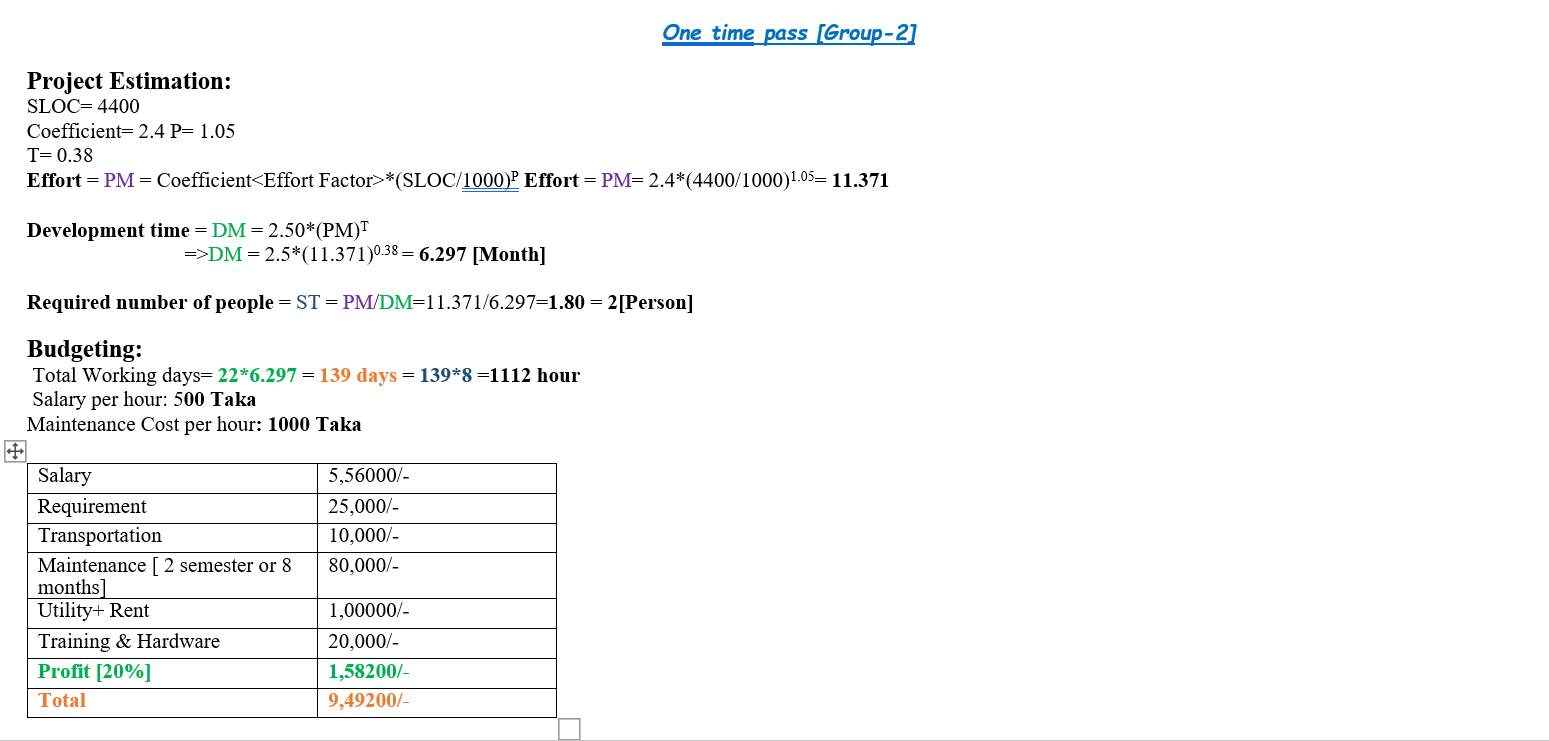 One time pass [Group-2]
Project Estimation:
SLOC= 4400
Coefficient= 2.4 P= 1.05
T= 0.38
Effort = PM = Coefficient<Effort Factor>*(SLOC/1000)ᴾ Effort = PM= 2.4*(4400/1000)¹·⁰⁵= 11.371
Development time = DM = 2.50*(PM)ᵀ
=>DM = 2.5*(11.371)⁰·³⁸ = 6.297 [Month]
Required number of people = ST = PM/DM=11.371/6.297=1.80 = 2[Person]
Budgeting:
Total Working days= 22*6.297 = 139 days = 139*8 =1112 hour
Salary per hour: 500 Taka
Maintenance Cost per hour: 1000 Taka
Salary 5,56000/-
Requirement 25,000/-
Transportation 10,000/-
Maintenance [ 2 semester or 8 80,000/-
months]
Utility+ Rent 1,00000/-
Training & Hardware 20,000/-
Profit [20%] 1,58200/-
Total 9,49200/-